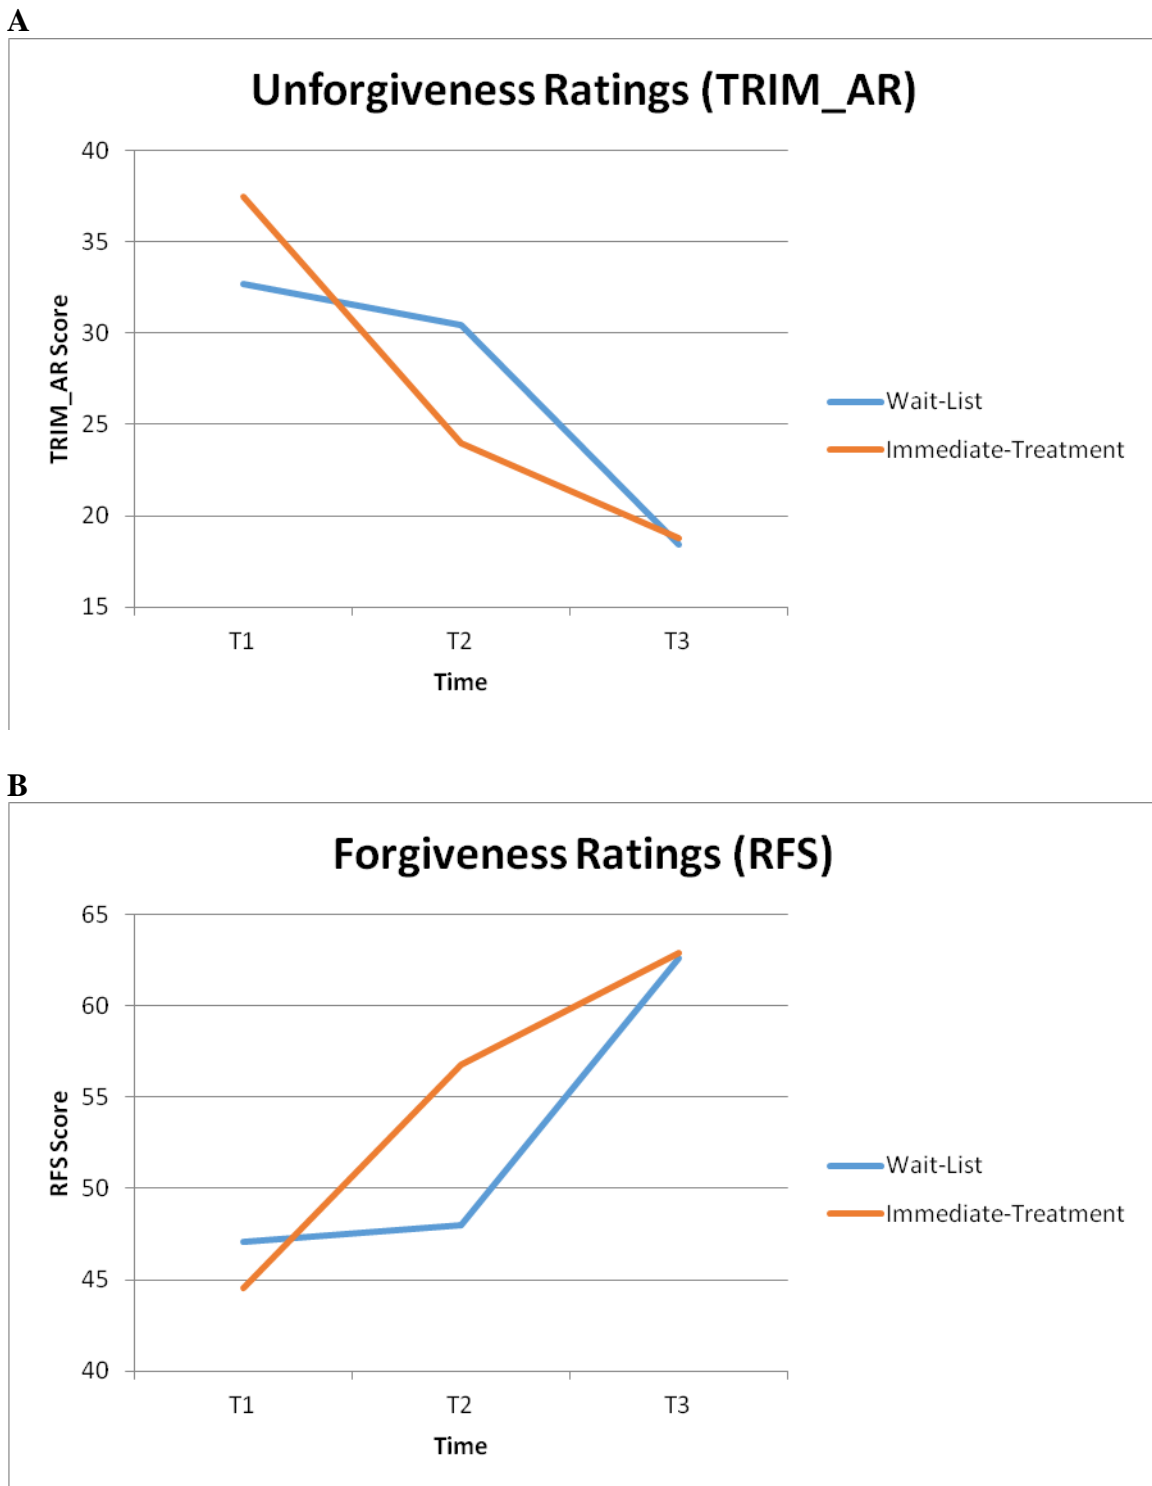 A
Unforgiveness Ratings (TRIM_AR)
40
35
30
25
20
15
TRIM_AR Score
T1 T2 T3
Time
Wait-List
Immediate-Treatment
B
Forgiveness Ratings (RFS)
65
60
55
50
45
40
RFS Score
T1 T2 T3
Time
Wait-List
Immediate-Treatment